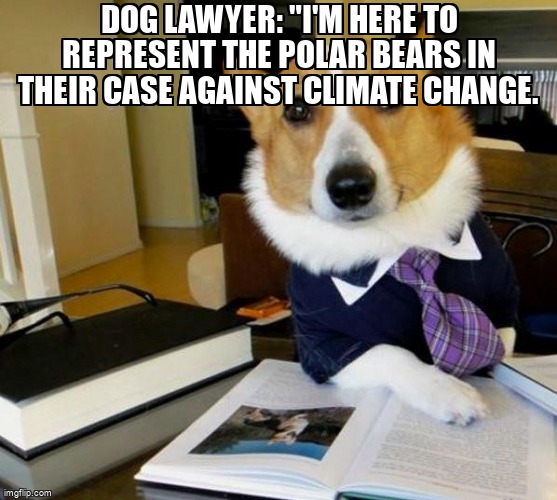 DOG LAWYER: "I'M HERE TO
REPRESENT THE POLAR BEARS IN
THEIR CASE AGAINST CLIMATE CHANGE.
imgflip.com